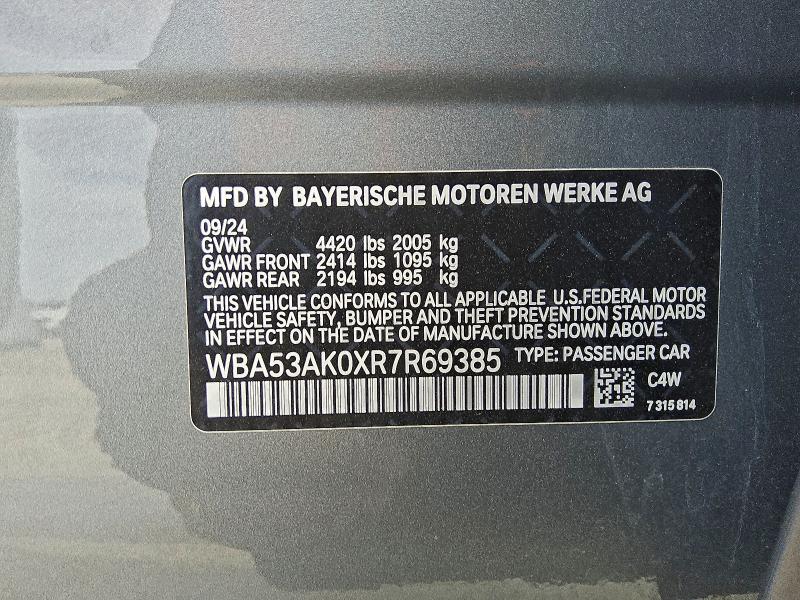 MFD BY BAYERISCHE MOTOREN WERKE AG
09/24
GVWR 4420 lbs 2005 kg
GAWR FRONT 2414 lbs 1095 kg
GAWR REAR 2194 lbs 995 kg
THIS VEHICLE CONFORMS TO ALL APPLICABLE U.S.FEDERAL MOTOR
VEHICLE SAFETY, BUMPER AND THEFT PREVENTION STANDARDS
IN EFFECT ON THE DATE OF MANUFACTURE SHOWN ABOVE.
WBA53AK0XR7R69385 TYPE: PASSENGER CAR
C4W
7 315 814